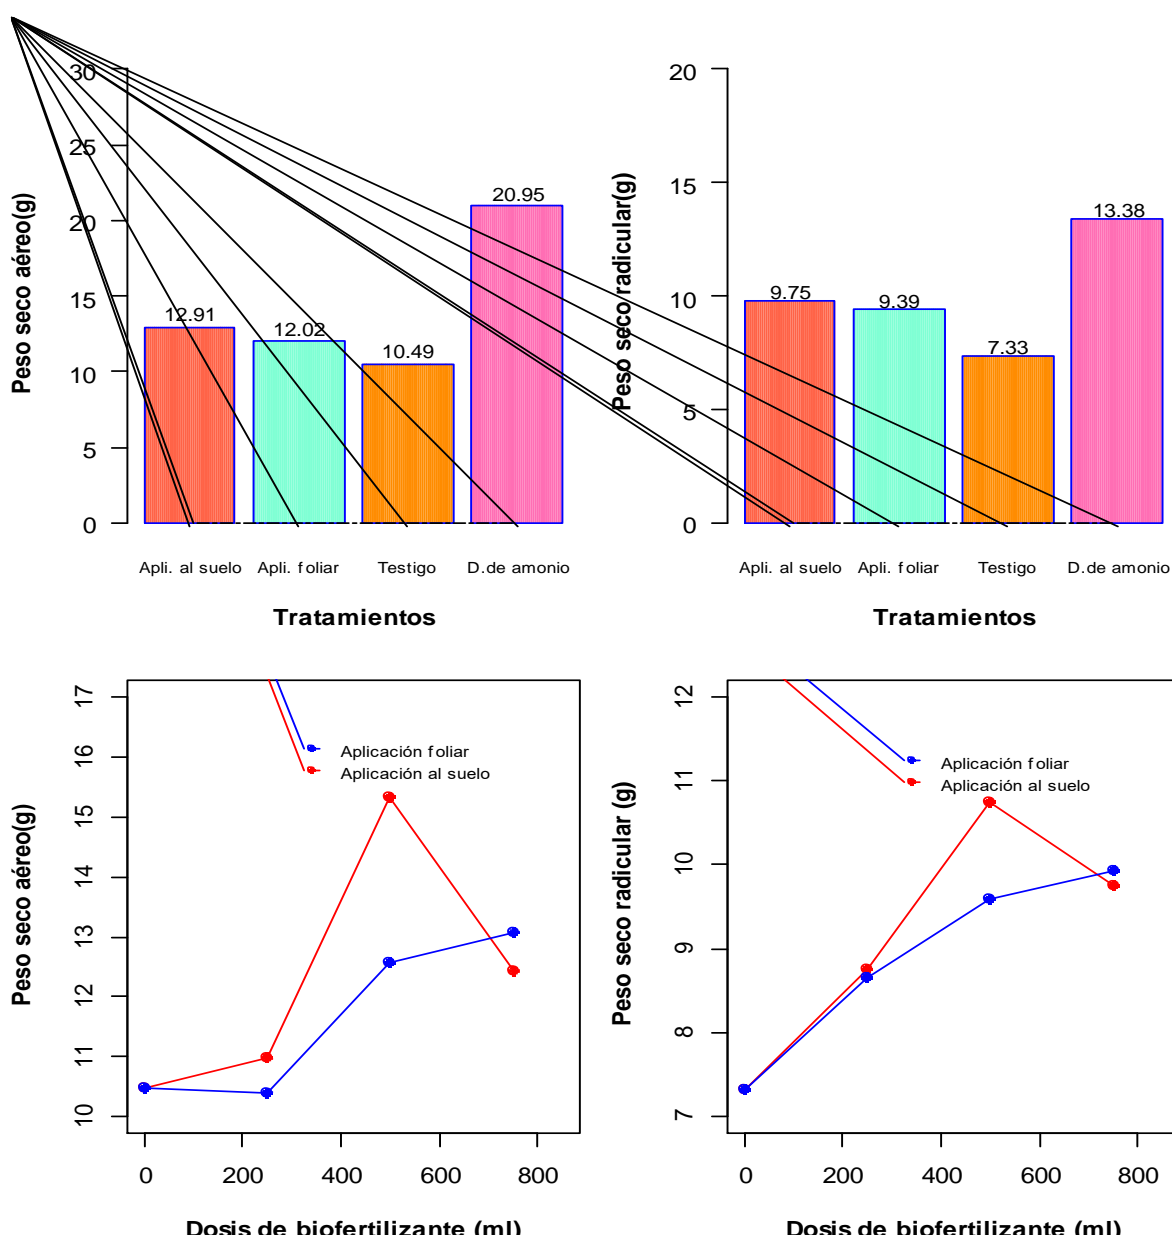 Peso seco aéreo(g)
30
25
20
15
10
5
0
12.91
12.02
10.49
20.95
Apli. al suelo
Apli. foliar
Testigo
D.de amonio
Tratamientos
Peso seco radicular(g)
20
15
10
5
0
9.75
9.39
7.33
13.38
Apli. al suelo
Apli. foliar
Testigo
D.de amonio
Tratamientos
Peso seco aéreo(g)
17
16
15
14
13
12
11
10
Aplicación foliar
Aplicación al suelo
0
200
400
600
800
Dosis de biofertilizante (ml)
Peso seco radicular (g)
12
11
10
9
8
7
Aplicación foliar
Aplicación al suelo
0
200
400
600
800
Dosis de biofertilizante (ml)